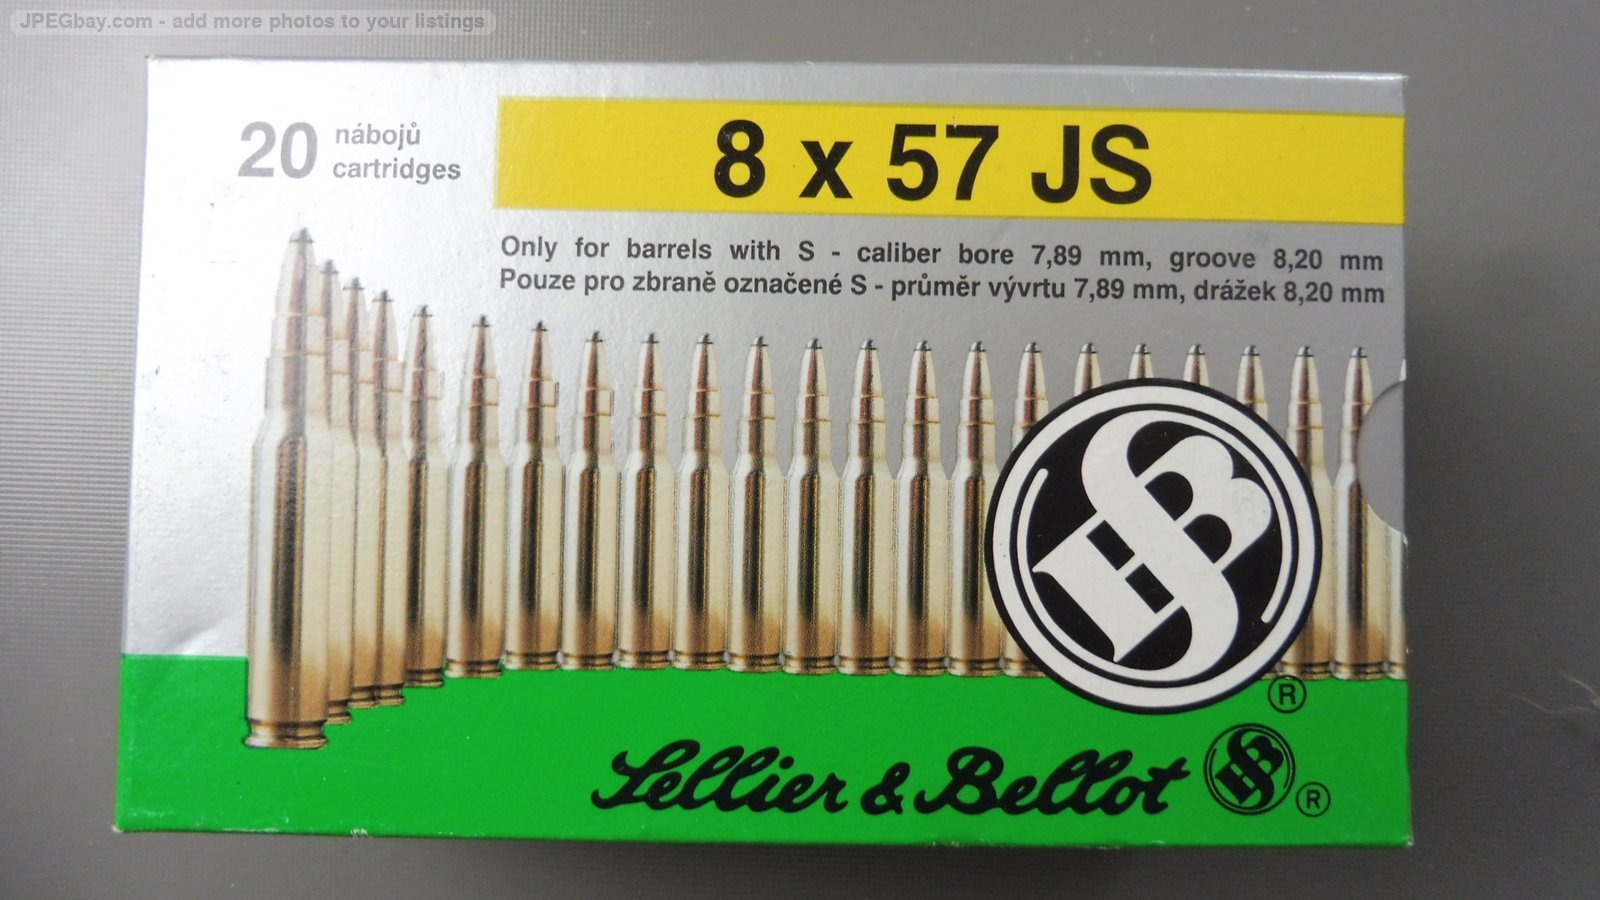 JPEGbay.com - add more photos to your listings
20 nábojů
cartridges
8 x 57 JS
Only for barrels with S - caliber bore 7,89 mm, groove 8,20 mm
Pouze pro zbraně označené S - průměr vývrtu 7,89 mm, drážek 8,20 mm
®
Sellier & Bellot ®